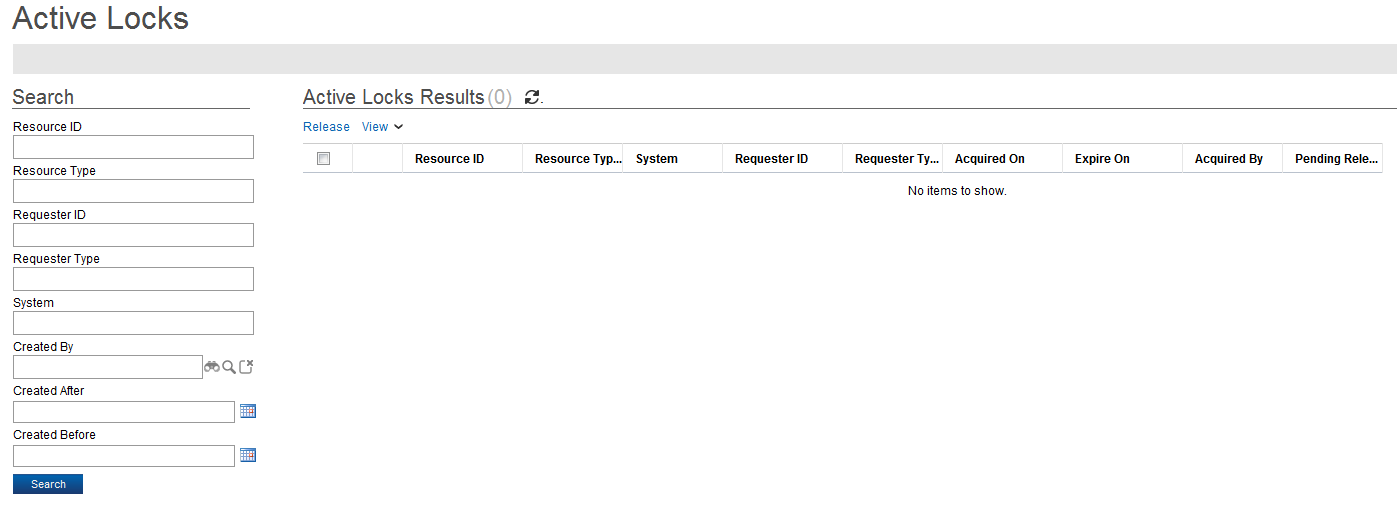 Active Locks
Search
Resource ID
Resource Type
Requester ID
Requester Type
System
Created By
Created After
Created Before
Search
Active Locks Results (0) .
Release View
Resource ID Resource Typ... System Requester ID Requester Ty... Acquired On Expire On Acquired By Pending Rele...
No items to show.